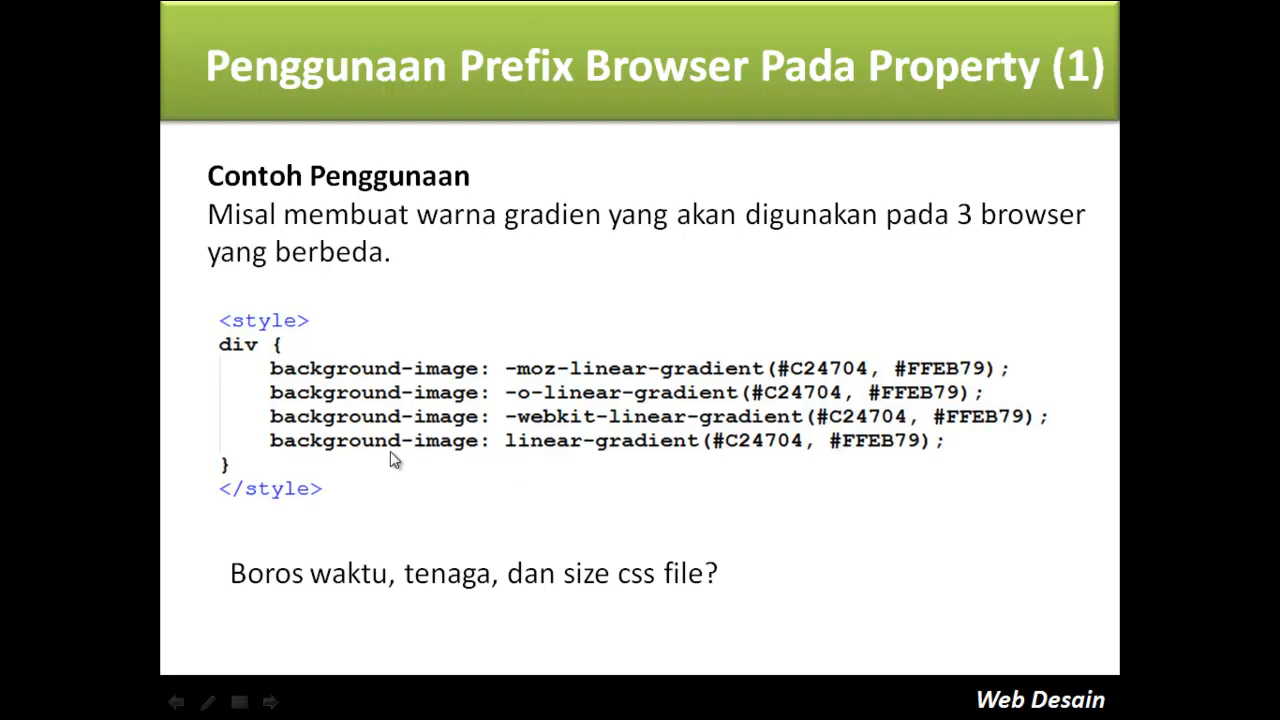 Penggunaan Prefix Browser Pada Property (1)
Contoh Penggunaan
Misal membuat warna gradien yang akan digunakan pada 3 browser
yang berbeda.
<style>
div {
background-image: -moz-linear-gradient(#C24704, #FFEB79);
background-image: -o-linear-gradient(#C24704, #FFEB79);
background-image: -webkit-linear-gradient(#C24704, #FFEB79);
background-image: linear-gradient(#C24704, #FFEB79);
}
</style>
Boros waktu, tenaga, dan size css file?
Web Desain